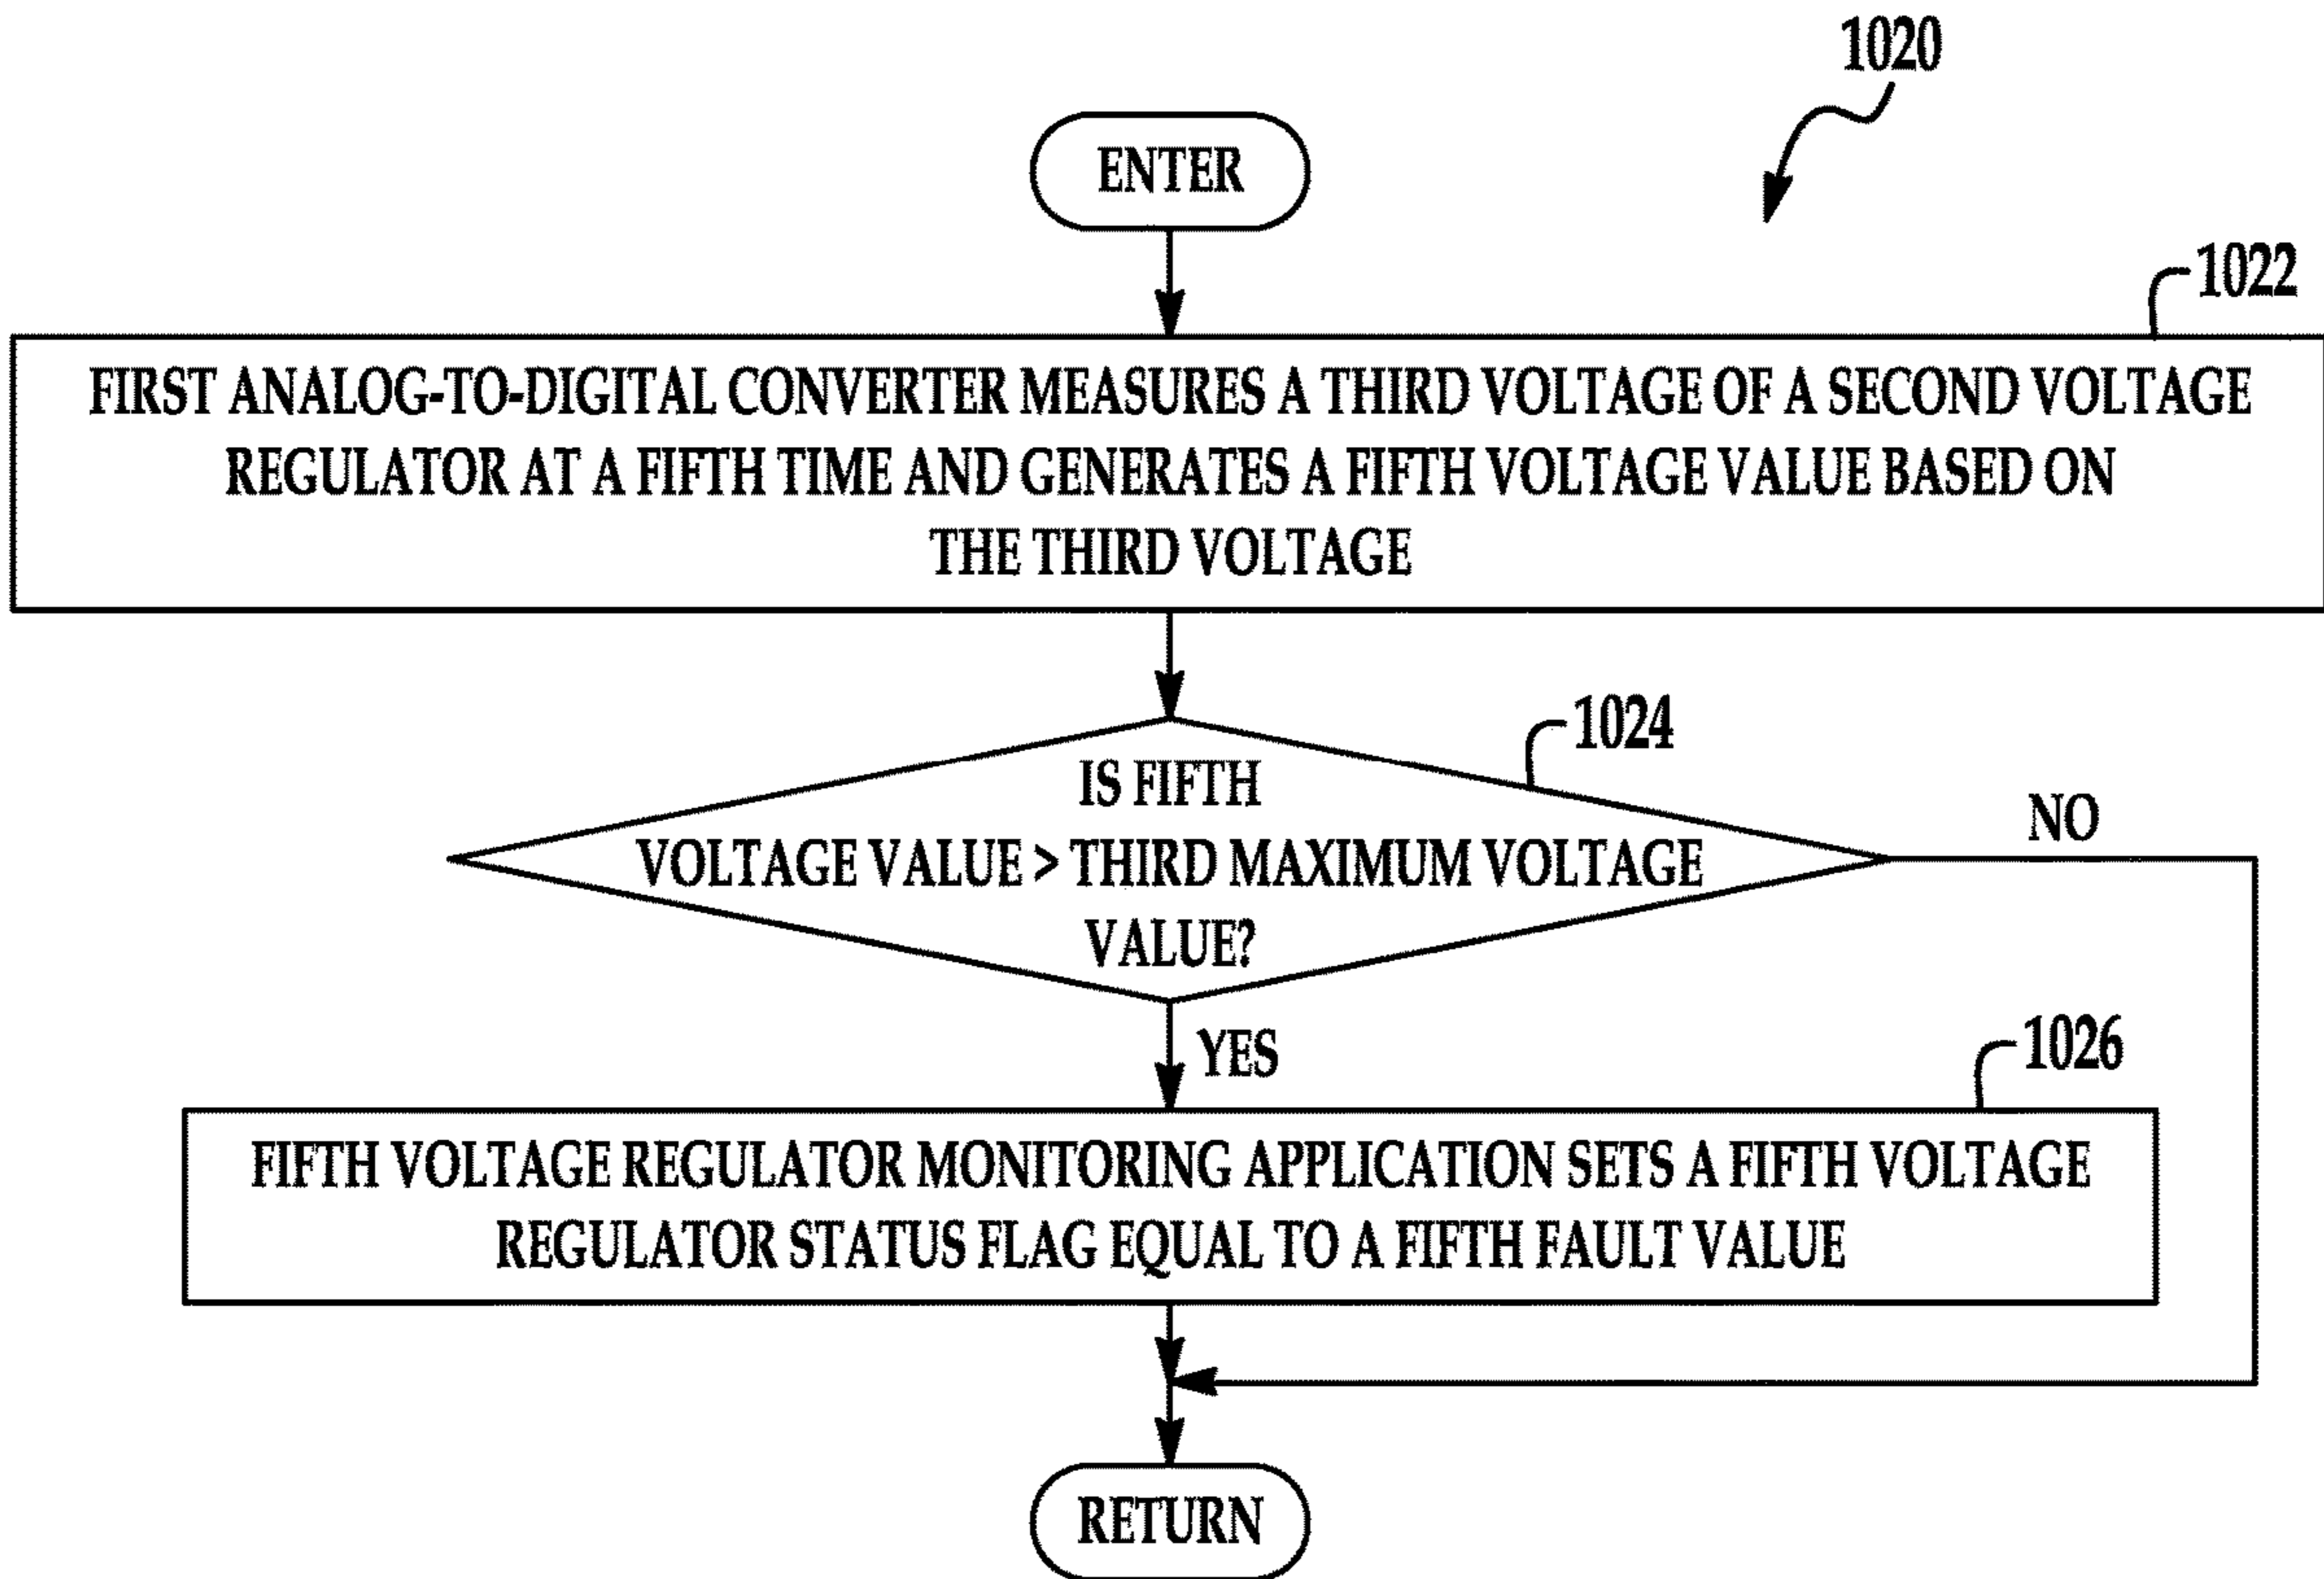 1020
ENTER
1022
FIRST ANALOG-TO-DIGITAL CONVERTER MEASURES A THIRD VOLTAGE OF A SECOND VOLTAGE
REGULATOR AT A FIFTH TIME AND GENERATES A FIFTH VOLTAGE VALUE BASED ON
THE THIRD VOLTAGE
1024
IS FIFTH
VOLTAGE VALUE > THIRD MAXIMUM VOLTAGE
VALUE?
NO
YES
1026
FIFTH VOLTAGE REGULATOR MONITORING APPLICATION SETS A FIFTH VOLTAGE
REGULATOR STATUS FLAG EQUAL TO A FIFTH FAULT VALUE
RETURN